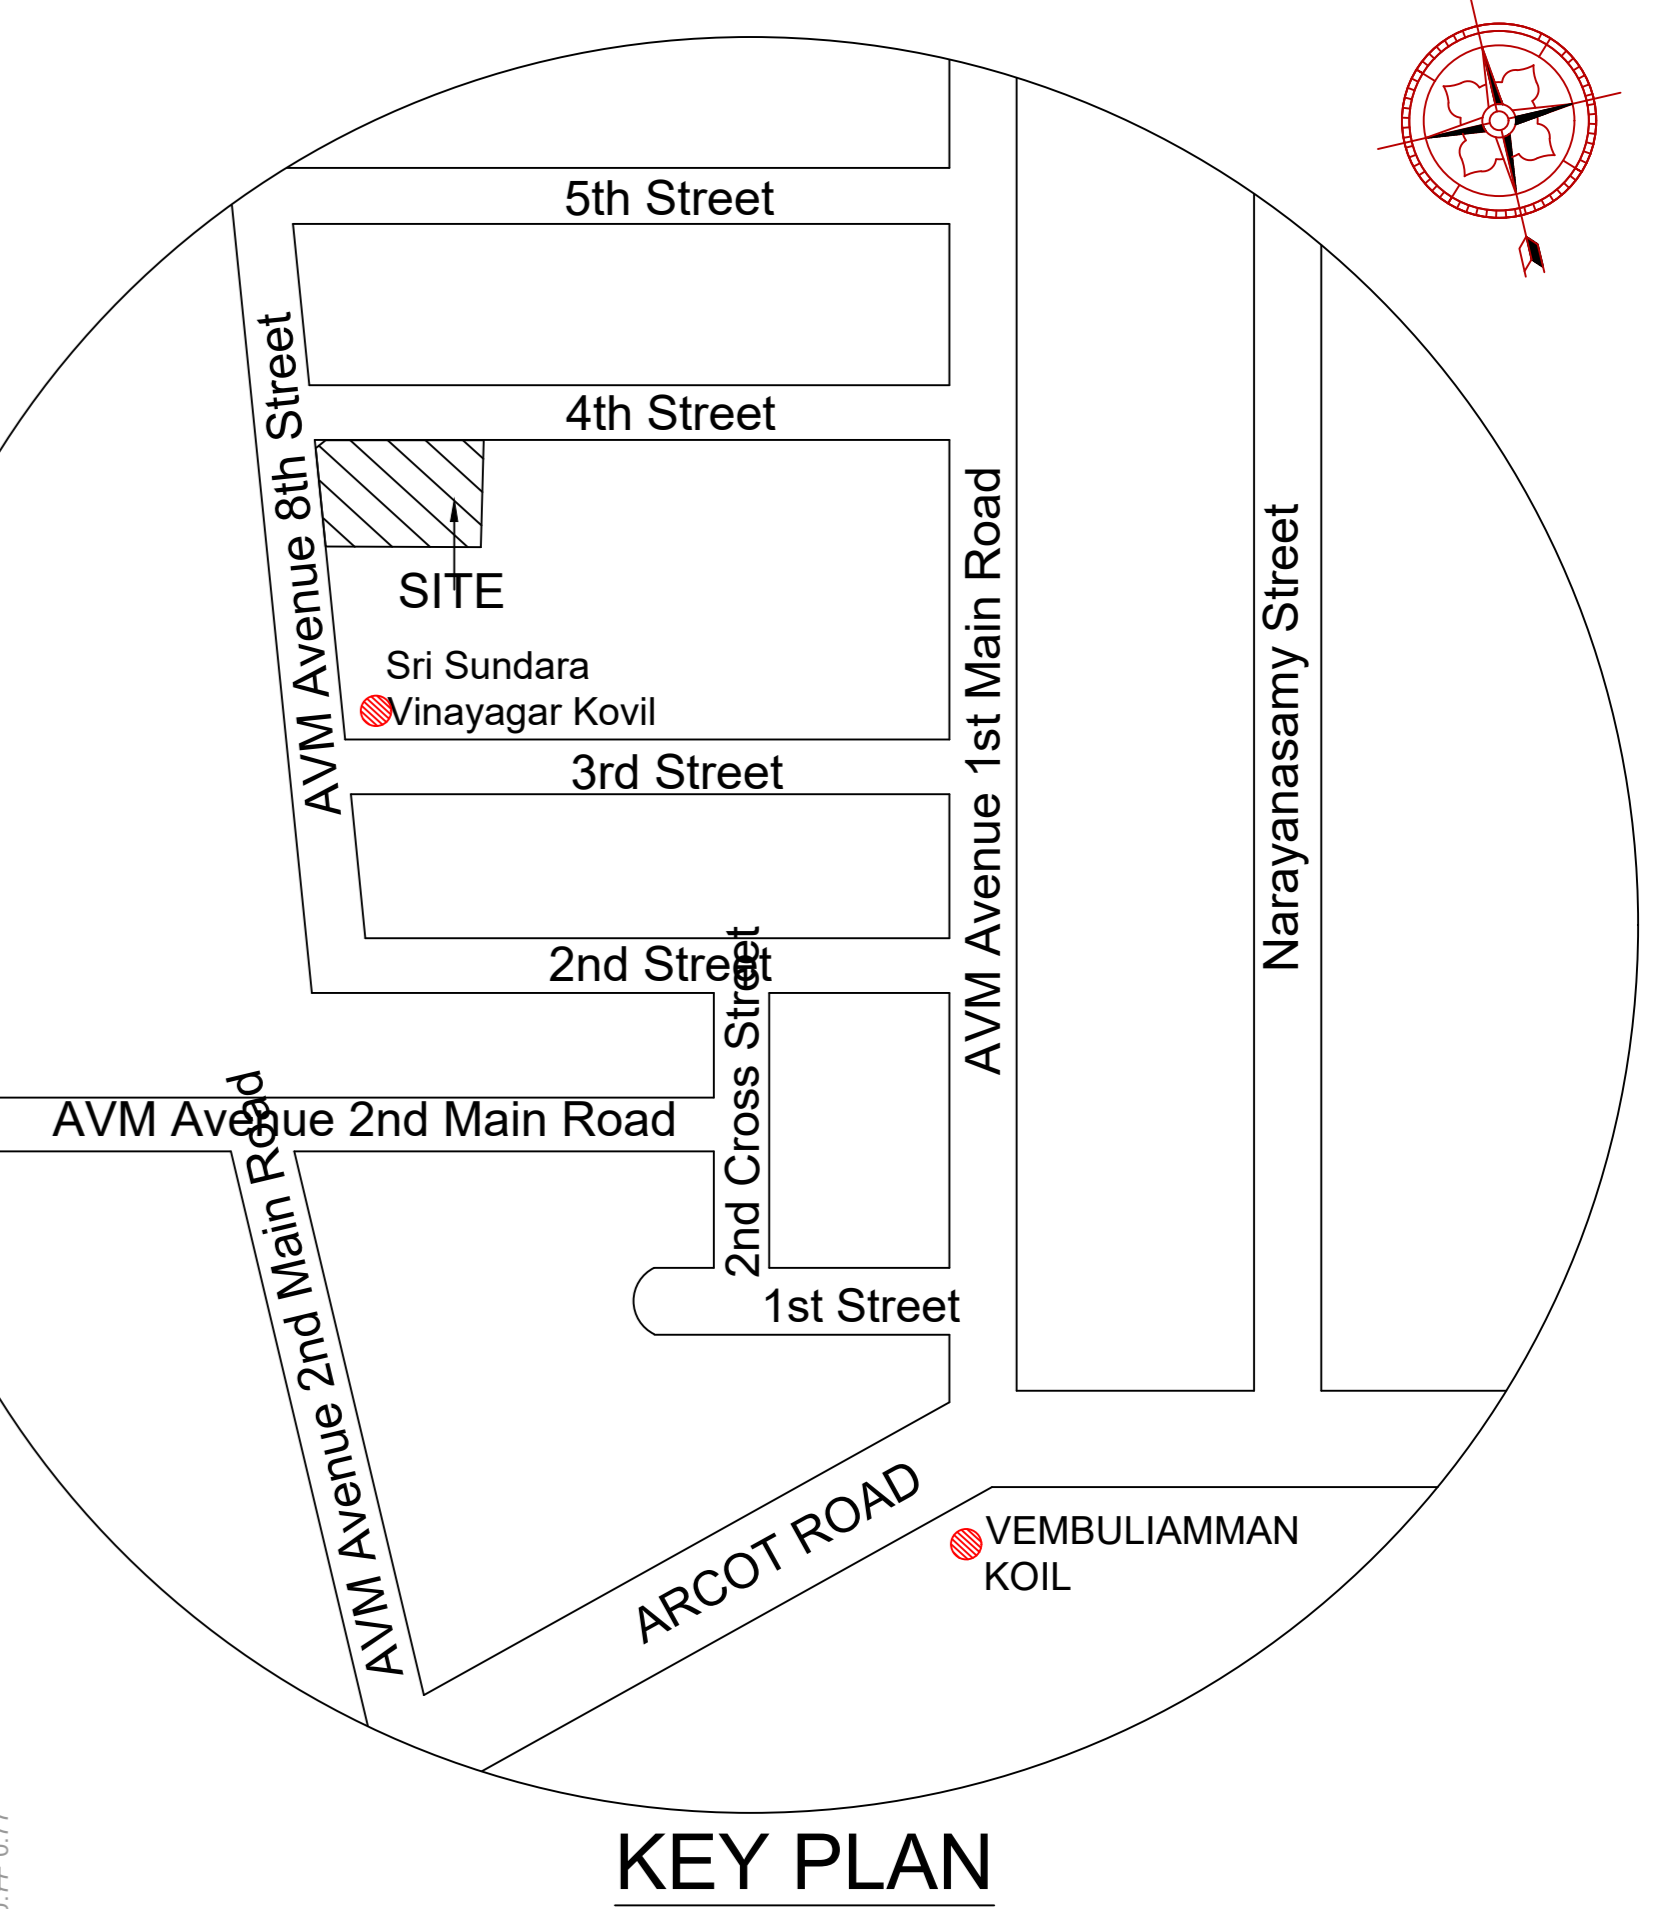 5th Street
4th Street
AVM Avenue 8th Street
SITE
Sri Sundara
Vinayagar Kovil
AVM Avenue 1st Main Road
Narayanasamy Street
3rd Street
2nd Street
2nd Cross Street
AVM Avenue 2nd Main Road
AVM Avenue 2nd Main Road
1st Street
ARCOT ROAD
VEMBULIAMMAN
KOIL
KEY PLAN